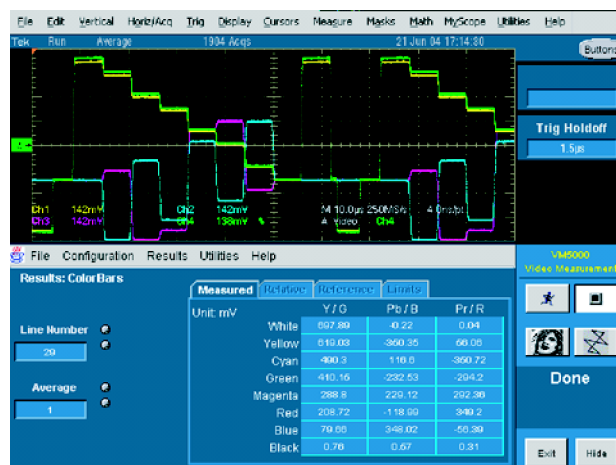 File Edit Vertical Horiz/Acq Trig Display Cursors Measure Masks Math MyScope Utilities Help
Tek Run Average 1904 Acqs 21 Jun 04 17:14:80 Buttons
Trig Holdoff
1.5µs
Ch1 142mV Ch2 142mV M 10.0µs 250MS/s 4.0ns/pt
Ch3 142mV Ch4 138mV A Video Ch4
File Configuration Results Utilities Help
VM5000
Video Measurement
Results: ColorBars
Measured Relative Reference Limits
Unit: mV Y/G Pb/B Pr/R
White 697.89 -0.22 0.04
Line Number
29
Yellow 619.03 -350.35 56.06
Cyan 490.3 116.6 -350.72
Green 410.16 -232.53 -294.2
Average
1
Magenta 288.8 229.12 292.36
Red 208.72 -118.99 349.2
Blue 79.66 348.02 -56.39
Black 0.76 0.67 0.31
Done
Exit Hide